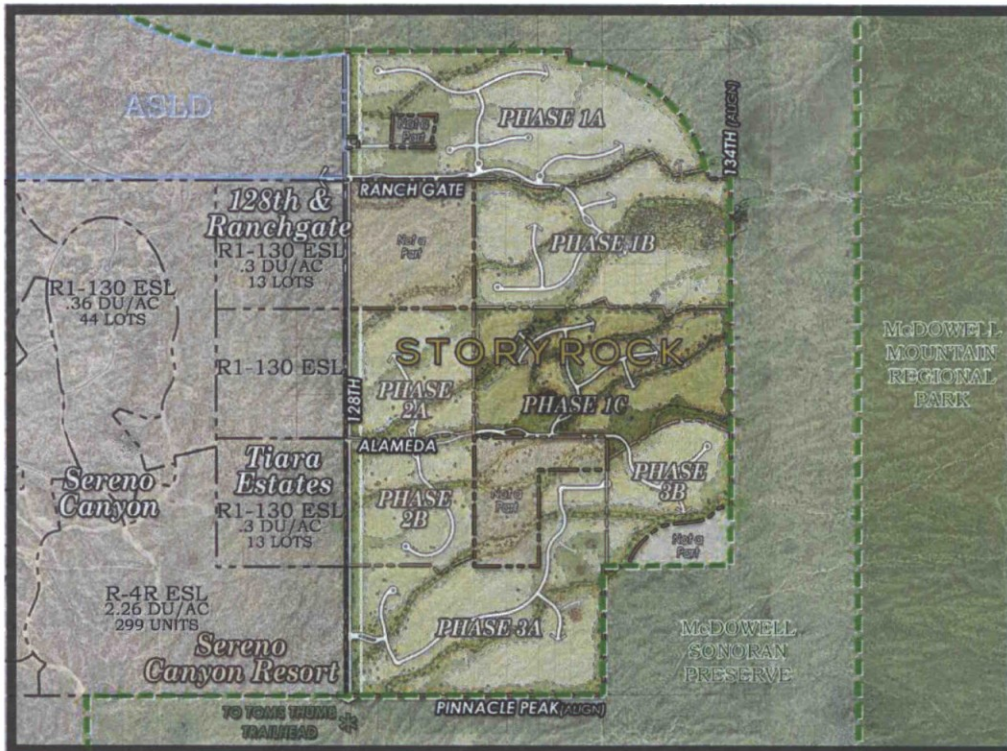 ASLD
Not a
Part
PHASE 1A
134TH (ALIGN)
RANCH GATE
128th &
Ranchgate
R1-130 ESL
.3 DU/AC
13 LOTS
Not a
Part
PHASE 1B
R1-130 ESL
.36 DU/AC
44 LOTS
McDOWELL
MOUNTAIN
REGIONAL
PARK
R1-130 ESL
STORYROCK
128TH
PHASE
2A
PHASE 1C
ALAMEDA
Sereno
Canyon
Tiara
Estates
R1-130 ESL
.3 DU/AC
13 LOTS
PHASE
2B
Not a
Part
PHASE
3B
Not a
Part
R-4R ESL
2.26 DU/AC
299 UNITS
Sereno
Canyon Resort
PHASE 3A
McDOWELL
SONORAN
PRESERVE
PINNACLE PEAK (ALIGN)
TO TOMS THUMB
TRAILHEAD